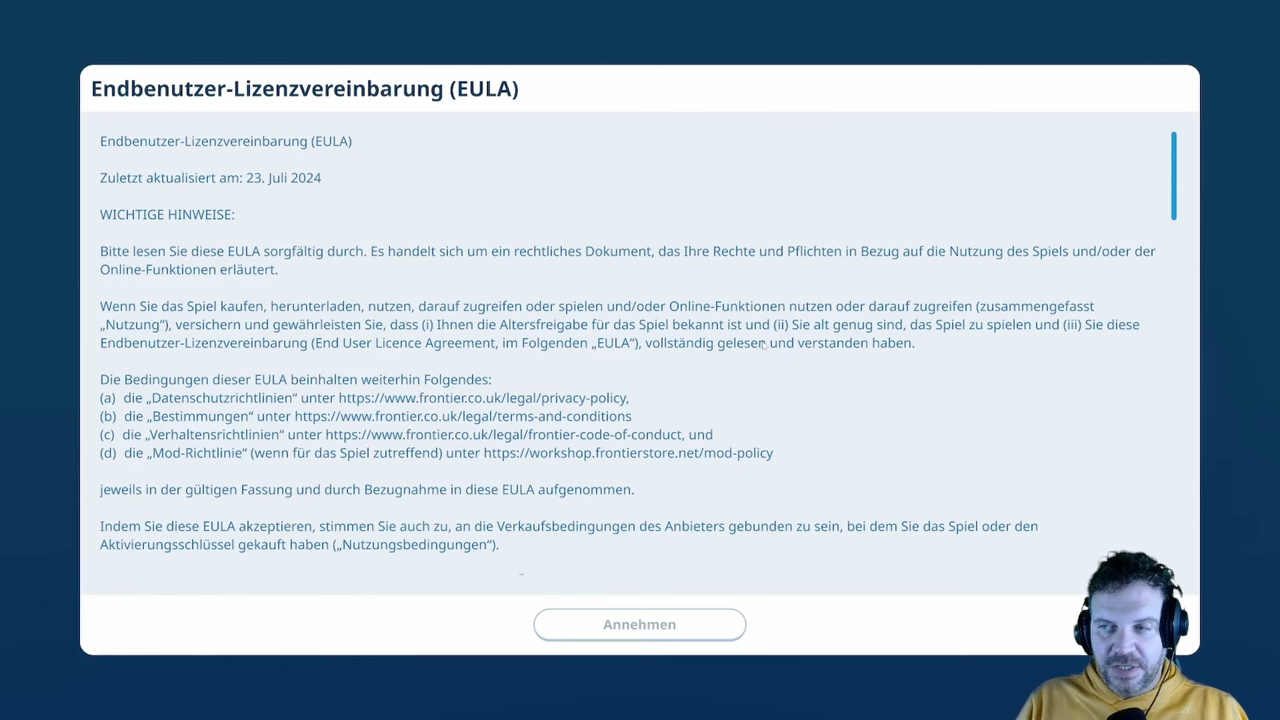 Endbenutzer-Lizenzvereinbarung (EULA)
Endbenutzer-Lizenzvereinbarung (EULA)
Zuletzt aktualisiert am: 23. Juli 2024
WICHTIGE HINWEISE:
Bitte lesen Sie diese EULA sorgfältig durch. Es handelt sich um ein rechtliches Dokument, das Ihre Rechte und Pflichten in Bezug auf die Nutzung des Spiels und/oder der
Online-Funktionen erläutert.
Wenn Sie das Spiel kaufen, herunterladen, nutzen, darauf zugreifen oder spielen und/oder Online-Funktionen nutzen oder darauf zugreifen (zusammengefasst
„Nutzung“), versichern und gewährleisten Sie, dass (i) Ihnen die Altersfreigabe für das Spiel bekannt ist und (ii) Sie alt genug sind, das Spiel zu spielen und (iii) Sie diese
Endbenutzer-Lizenzvereinbarung (End User Licence Agreement, im Folgenden „EULA“), vollständig gelesen und verstanden haben.
Die Bedingungen dieser EULA beinhalten weiterhin Folgendes:
(a) die „Datenschutzrichtlinien“ unter https://www.frontier.co.uk/legal/privacy-policy,
(b) die „Bestimmungen“ unter https://www.frontier.co.uk/legal/terms-and-conditions
(c) die „Verhaltensrichtlinien“ unter https://www.frontier.co.uk/legal/frontier-code-of-conduct, und
(d) die „Mod-Richtlinie“ (wenn für das Spiel zutreffend) unter https://workshop.frontierstore.net/mod-policy
jeweils in der gültigen Fassung und durch Bezugnahme in diese EULA aufgenommen.
Indem Sie diese EULA akzeptieren, stimmen Sie auch zu, an die Verkaufsbedingungen des Anbieters gebunden zu sein, bei dem Sie das Spiel oder den
Aktivierungsschlüssel gekauft haben („Nutzungsbedingungen“).
Annehmen